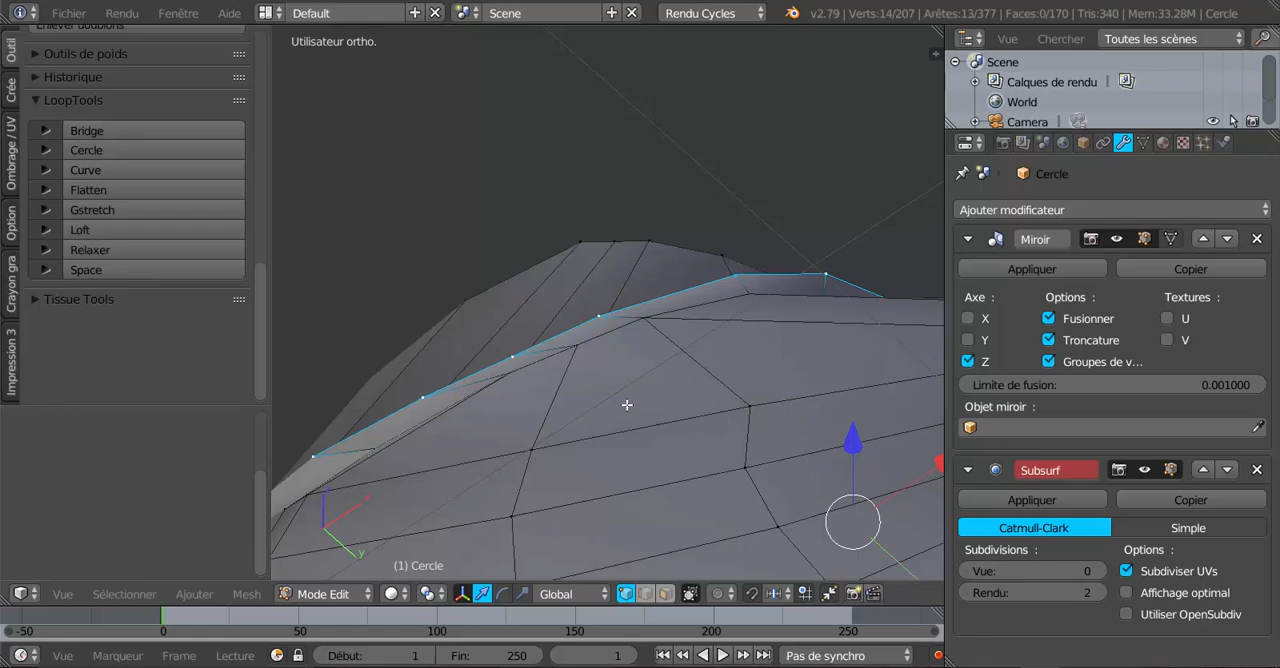 Fichier Rendu Fenêtre Aide Default Scene Rendu Cycles v2.79 | Verts:14/207 | Arêtes:13/377 | Faces:0/170 | Tris:340 | Mem:33.28M | Cercle
Outil
Crée
Ombrage / UV
Option
Crayon gra
Impression 3
Enlever doublons
Outils de poids
Historique
LoopTools
Bridge
Cercle
Curve
Flatten
Gstretch
Loft
Relaxer
Space
Tissue Tools
Utilisateur ortho.
x
y
(1) Cercle
Vue Sélectionner Ajouter Mesh Mode Edit Global
-50 0 50 100 150 200 250
Vue Marqueur Frame Lecture Début: 1 Fin: 250 1 Pas de synchro
Vue Chercher Toutes les scènes
Scene
Calques de rendu
World
Camera
Cercle
Ajouter modificateur
Miroir
Appliquer Copier
Axe : Options : Textures :
X Fusionner U
Y Troncature V
Z Groupes de v...
Limite de fusion: 0.001000
Objet miroir :
Subsurf
Appliquer Copier
Catmull-Clark Simple
Subdivisions : Options :
Vue: 0 Subdiviser UVs
Rendu: 2 Affichage optimal
Utiliser OpenSubdiv